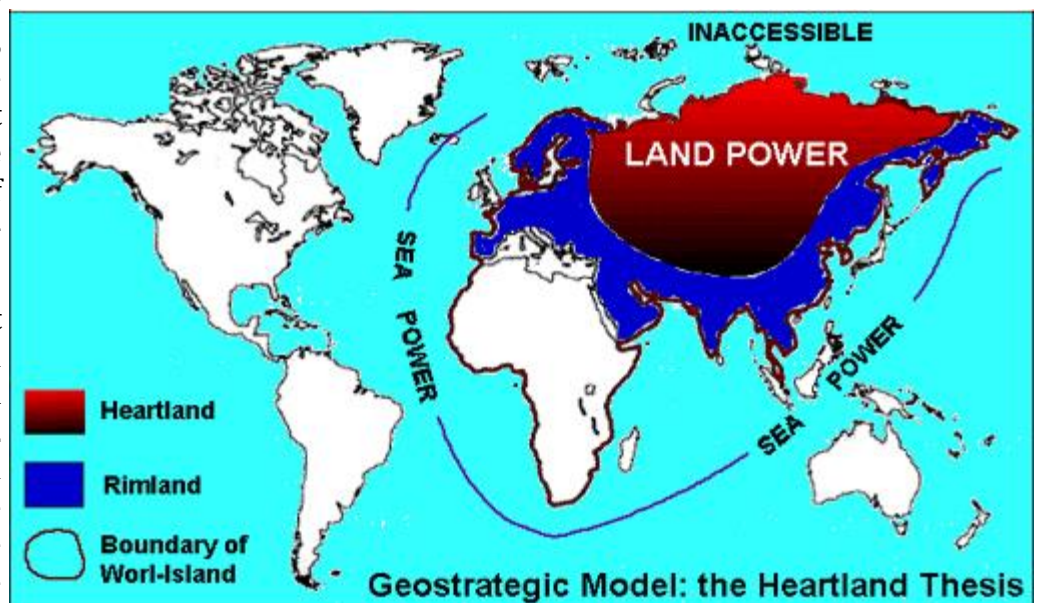 INACCESSIBLE
LAND POWER
SEA POWER
SEA POWER
Heartland
Rimland
Boundary of
Worl-Island
Geostrategic Model: the Heartland Thesis